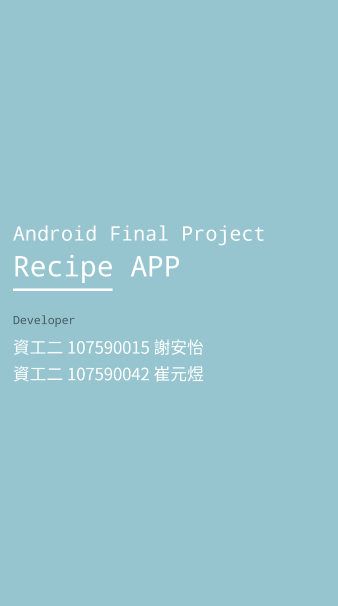 Android Final Project
Recipe APP
Developer
資工二 107590015 謝安怡
資工二 107590042 崔元煜